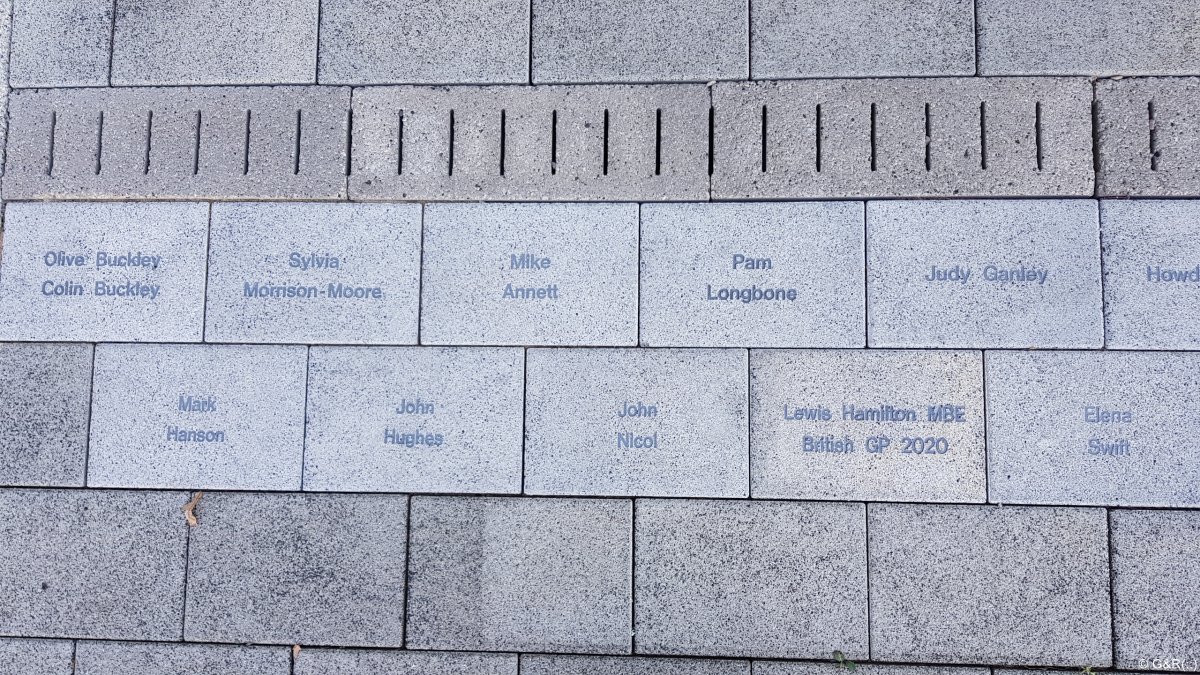 Olive Buckley
Colin Buckley
Sylvia
Morrison-Moore
Mike
Annett
Pam
Longbone
Judy Ganley
Mark
Hanson
John
Hughes
John
Nicol
Lewis Hamilton MBE
British GP 2020
Elena
Swift